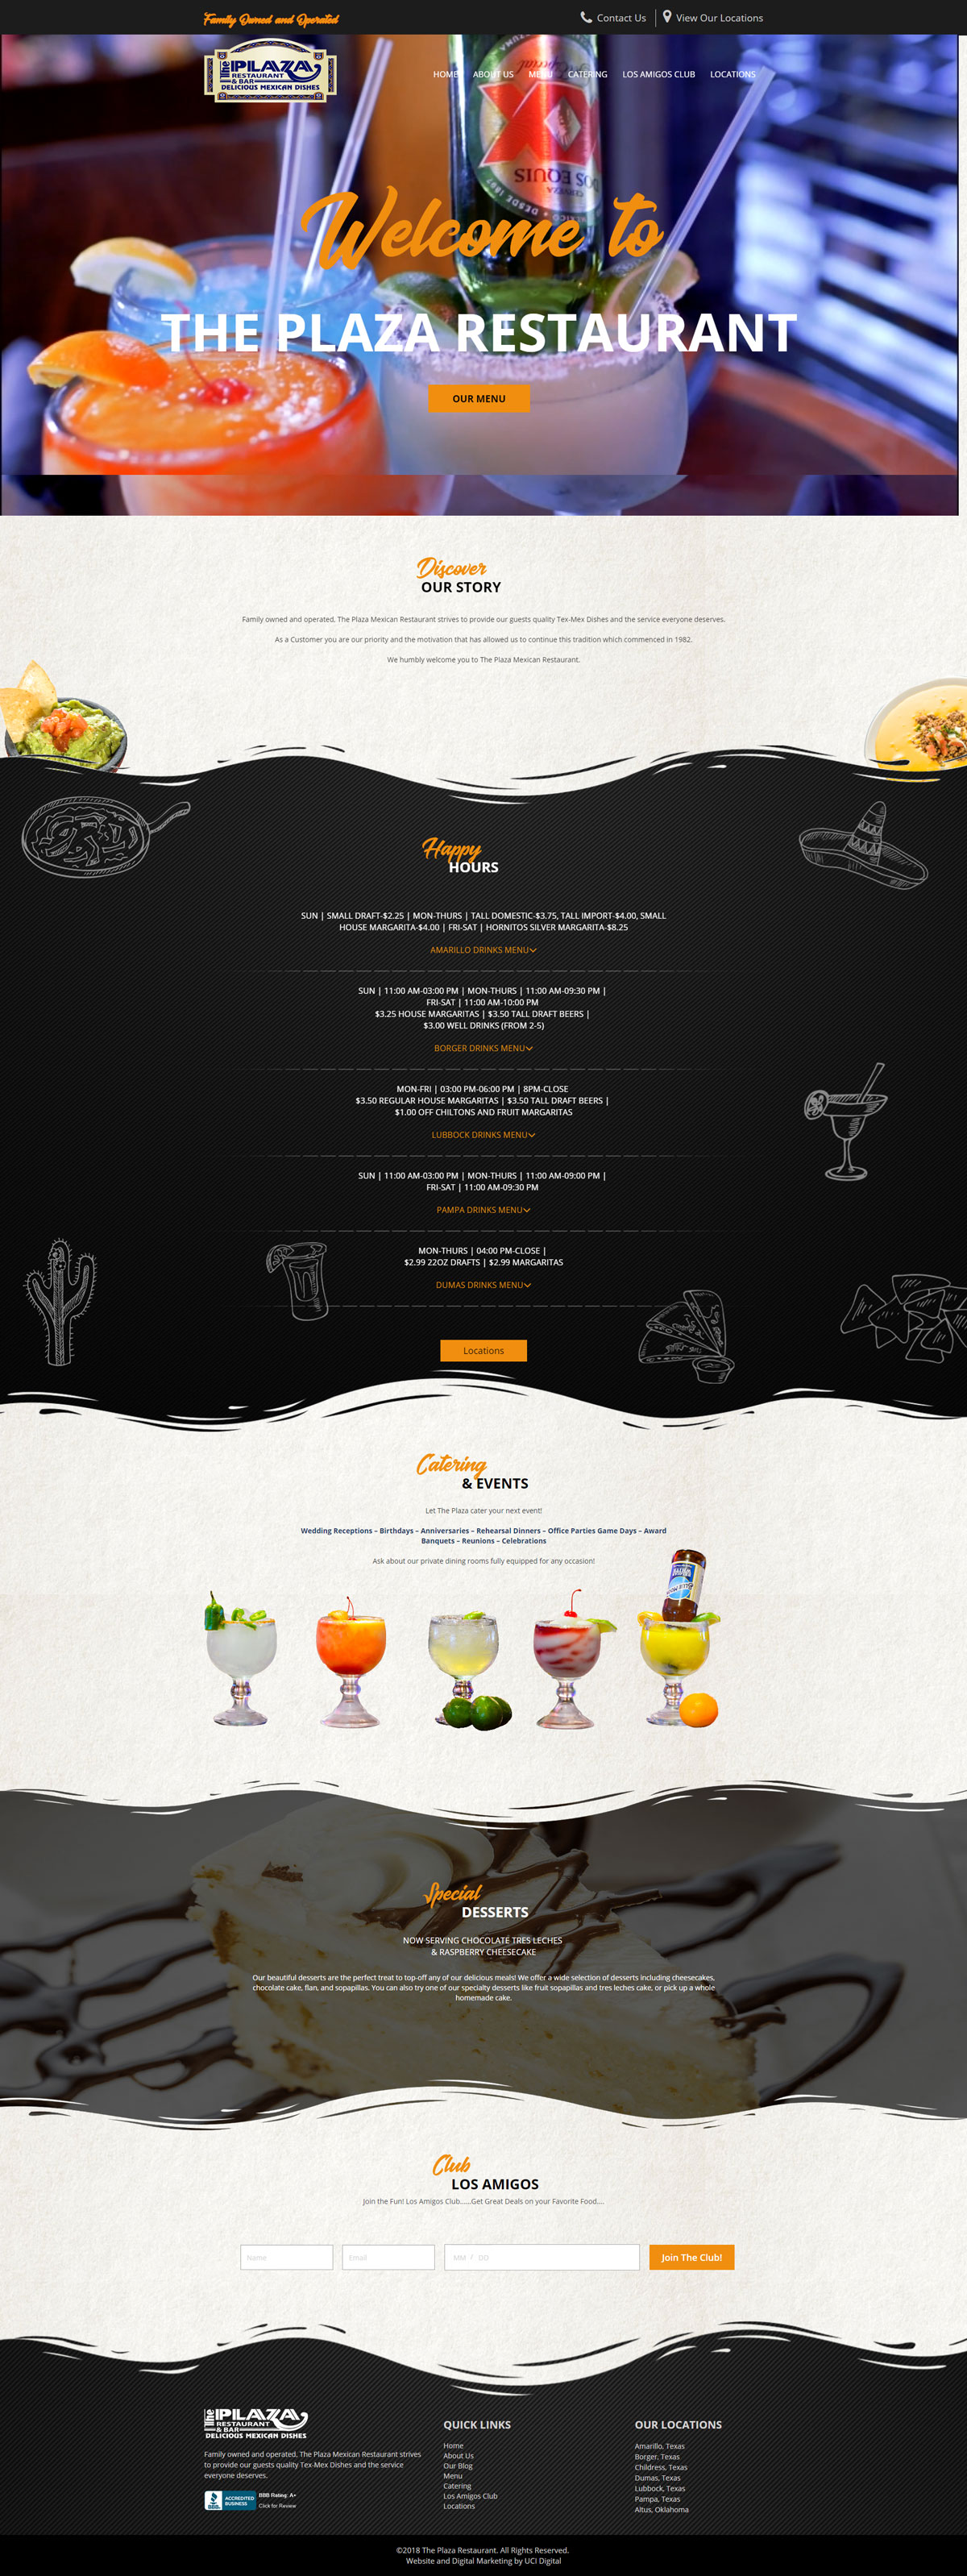 Family Owned and Operated
Contact Us
View Our Locations
The PLAZA
RESTAURANT
& BAR
DELICIOUS MEXICAN DISHES
HOME
ABOUT US
MENU
CATERING
LOS AMIGOS CLUB
LOCATIONS
Welcome to
THE PLAZA RESTAURANT
OUR MENU
Discover
OUR STORY
Family owned and operated, The Plaza Mexican Restaurant strives to provide our guests quality Tex-Mex Dishes and the service everyone deserves.
As a Customer you are our priority and the motivation that has allowed us to continue this tradition which commenced in 1982.
We humbly welcome you to The Plaza Mexican Restaurant.
Happy
HOURS
SUN | SMALL DRAFT-$2.25 | MON-THURS | TALL DOMESTIC-$3.75, TALL IMPORT-$4.00, SMALL
HOUSE MARGARITA-$4.00 | FRI-SAT | HORNITOS SILVER MARGARITA-$8.25
AMARILLO DRINKS MENU
SUN | 11:00 AM-03:00 PM | MON-THURS | 11:00 AM-09:30 PM |
FRI-SAT | 11:00 AM-10:00 PM
$3.25 HOUSE MARGARITAS | $3.50 TALL DRAFT BEERS |
$3.00 WELL DRINKS (FROM 2-5)
BORGER DRINKS MENU
MON-FRI | 03:00 PM-06:00 PM | 8PM-CLOSE
$3.50 REGULAR HOUSE MARGARITAS | $3.50 TALL DRAFT BEERS |
$1.00 OFF CHILTONS AND FRUIT MARGARITAS
LUBBOCK DRINKS MENU
SUN | 11:00 AM-03:00 PM | MON-THURS | 11:00 AM-09:00 PM |
FRI-SAT | 11:00 AM-09:30 PM
PAMPA DRINKS MENU
MON-THURS | 04:00 PM-CLOSE |
$2.99 22OZ DRAFTS | $2.99 MARGARITAS
DUMAS DRINKS MENU
Locations
Catering
& EVENTS
Let The Plaza cater your next event!
Wedding Receptions – Birthdays – Anniversaries – Rehearsal Dinners – Office Parties Game Days – Award
Banquets – Reunions – Celebrations
Ask about our private dining rooms fully equipped for any occasion!
Special
DESSERTS
NOW SERVING CHOCOLATE TRES LECHES
& RASPBERRY CHEESECAKE
Our beautiful desserts are the perfect treat to top-off any of our delicious meals! We offer a wide selection of desserts including cheesecakes,
chocolate cake, flan, and sopapillas. You can also try one of our specialty desserts like fruit sopapillas and tres leches cake, or pick up a whole
homemade cake.
Club
LOS AMIGOS
Join the Fun! Los Amigos Club......Get Great Deals on your Favorite Food....
Name
Email
MM / DD
Join The Club!
The PLAZA
RESTAURANT
& BAR
DELICIOUS MEXICAN DISHES
Family owned and operated, The Plaza Mexican Restaurant strives
to provide our guests quality Tex-Mex Dishes and the service
everyone deserves.
BBB
ACCREDITED
BUSINESS
BBB Rating: A+
Click for Review
QUICK LINKS
Home
About Us
Our Blog
Menu
Catering
Los Amigos Club
Locations
OUR LOCATIONS
Amarillo, Texas
Borger, Texas
Childress, Texas
Dumas, Texas
Lubbock, Texas
Pampa, Texas
Altus, Oklahoma
©2018 The Plaza Restaurant. All Rights Reserved.
Website and Digital Marketing by UCI Digital